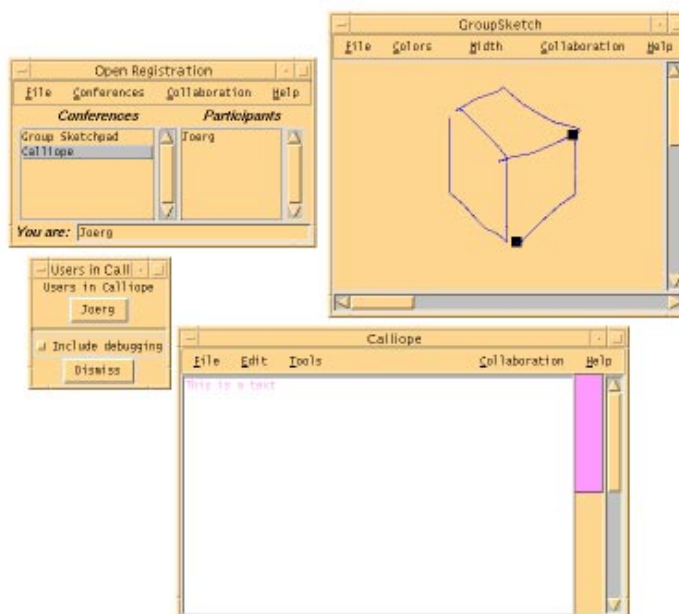 GroupSketch
File Colors Width Collaboration Help
Open Registration
File Conferences Collaboration Help
Conferences Participants
Group Sketchpad
Calliope
Joerg
You are: Joerg
Users in Call
Users in Calliope
Joerg
Include debugging
Dismiss
Calliope
File Edit Tools Collaboration Help
This is a text